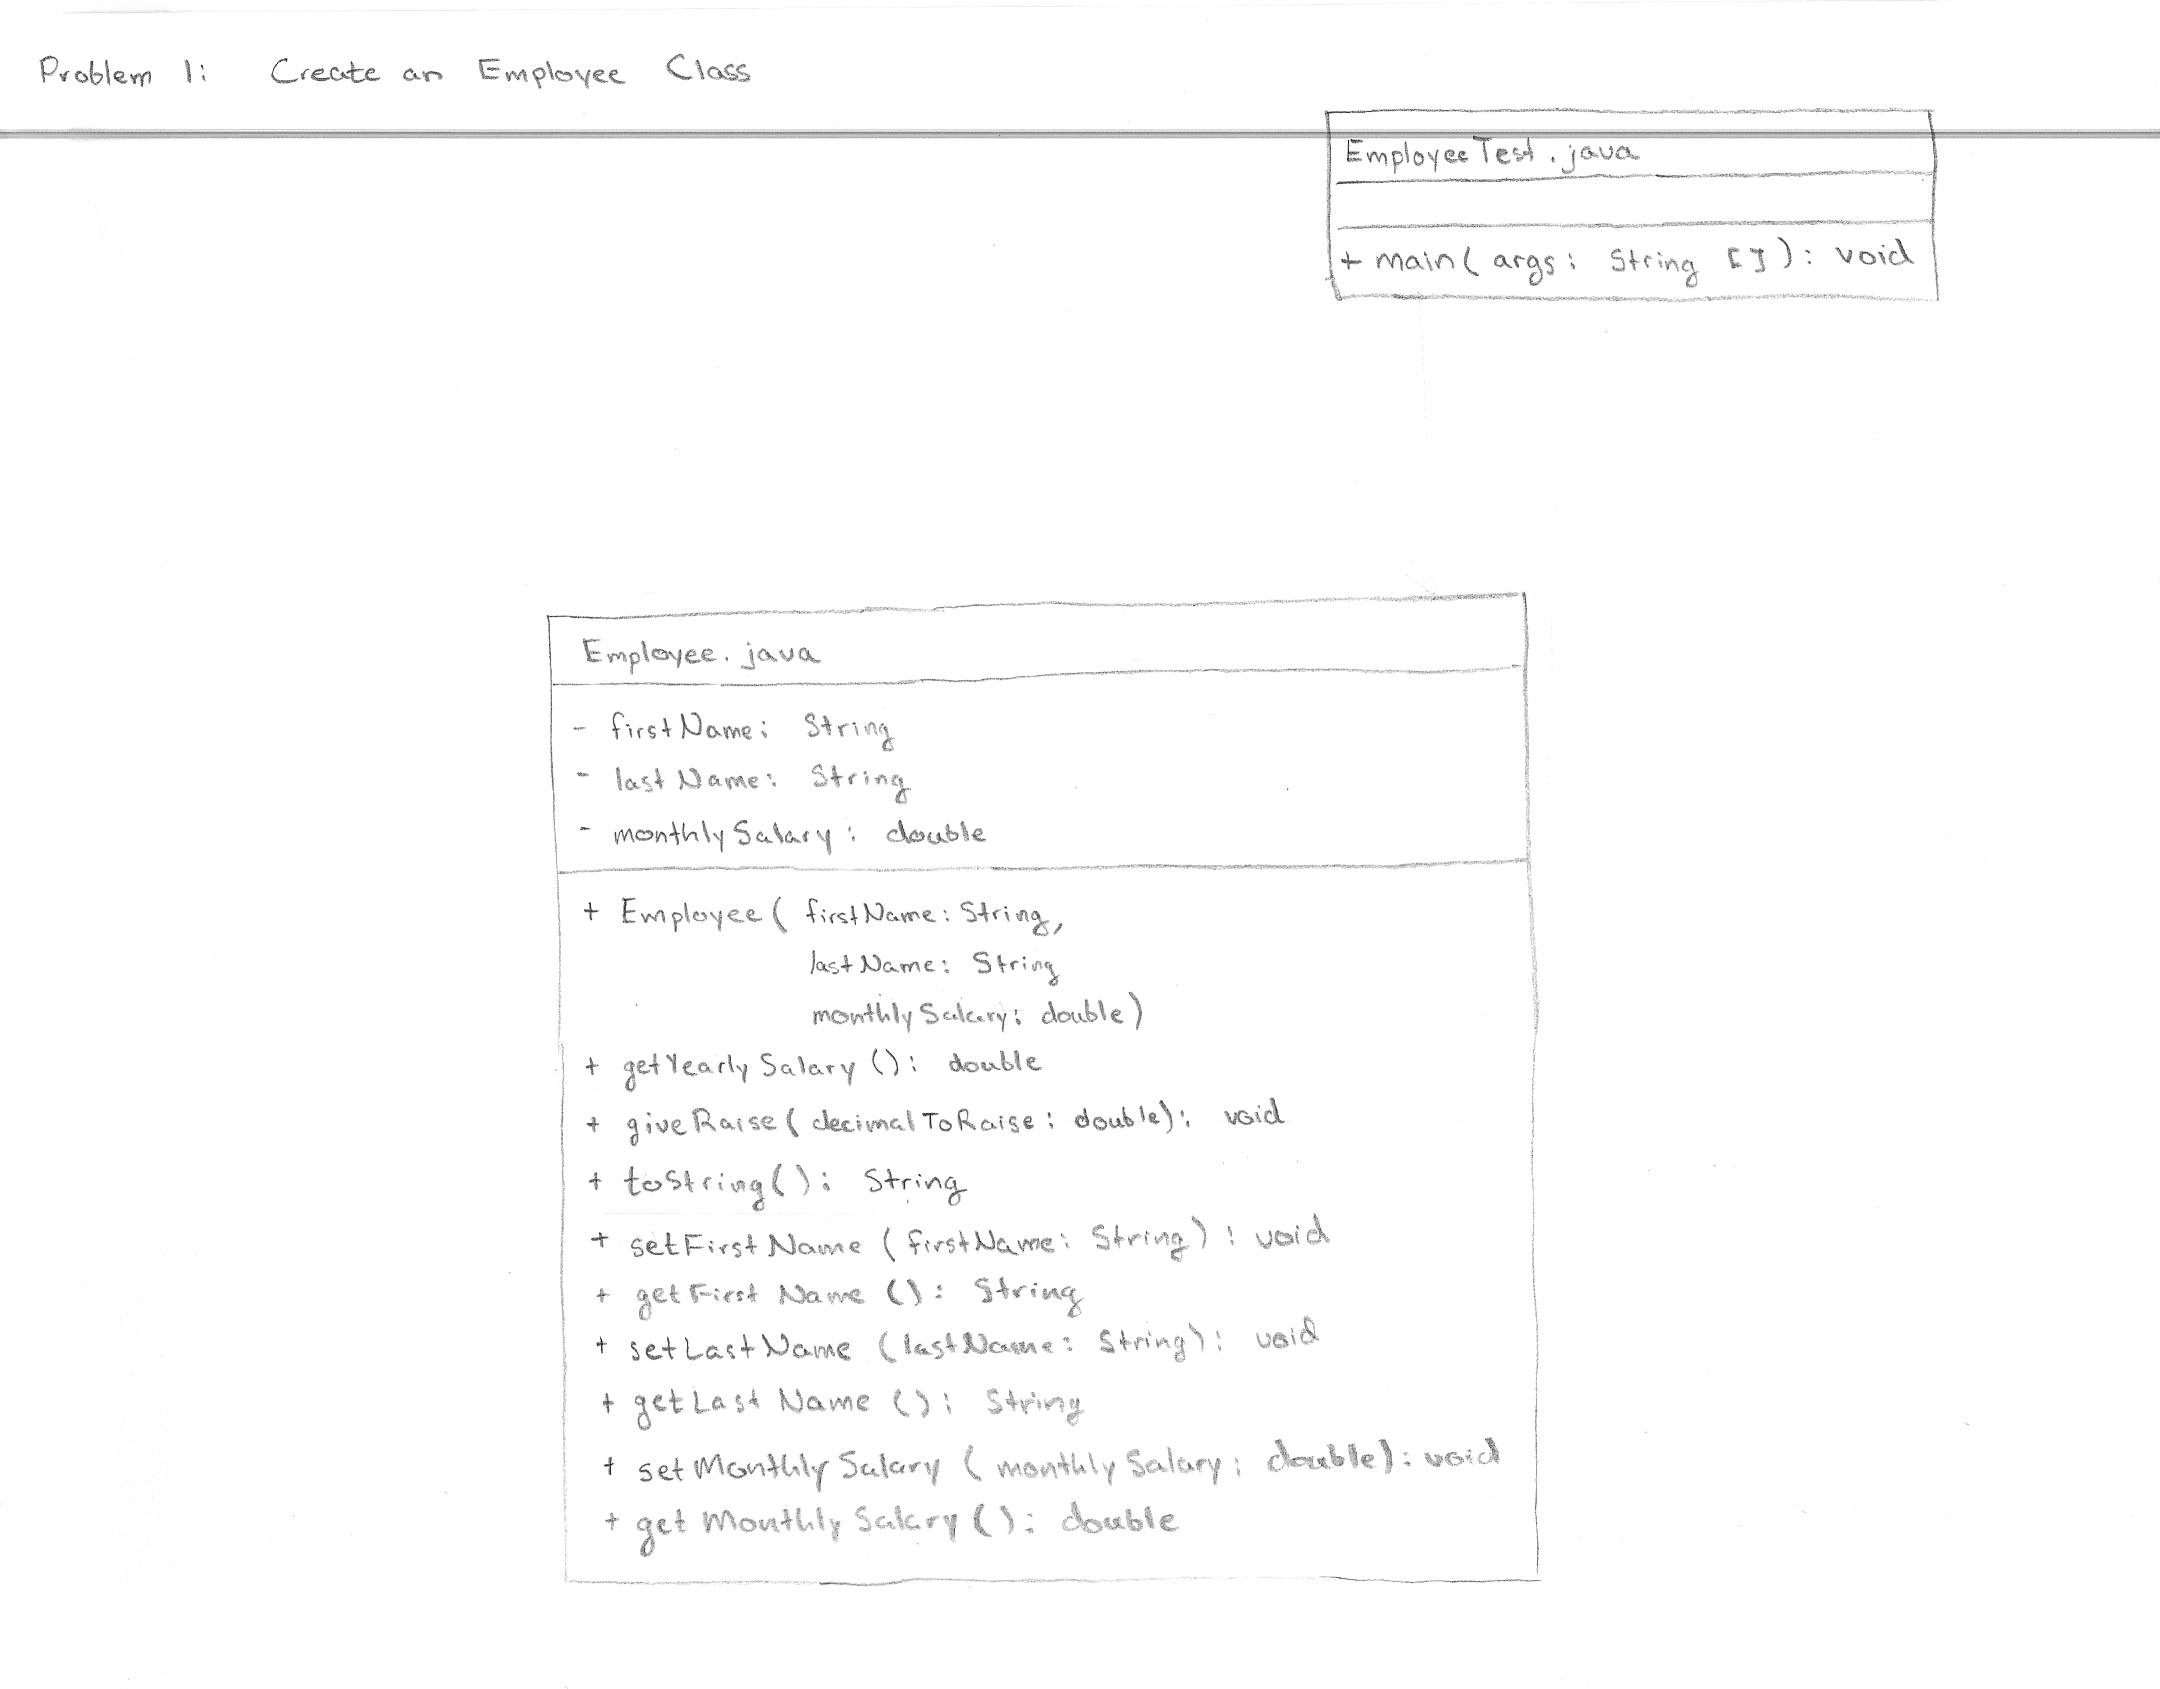 Problem 1: Create an Employee Class
EmployeeTest.java
+ main( args: String []): void
Employee.java
- firstName: String
- lastName: String
- monthlySalary: double
+ Employee( firstName: String,
lastName: String
monthlySalary: double)
+ getYearlySalary(): double
+ giveRaise( decimalToRaise: double): void
+ toString(): String
+ setFirstName (firstName: String): void
+ getFirstName (): String
+ setLastName (lastName: String): void
+ getLastName (): String
+ setMonthlySalary (monthlySalary: double): void
+ getMonthlySalary(): double